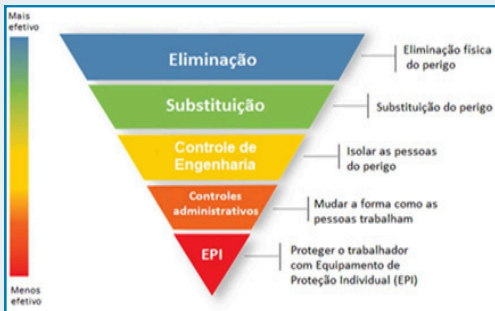 Mais
efetivo
Eliminação
Eliminação física
do perigo
Substituição
Substituição do perigo
Controle de
Engenharia
Isolar as pessoas
do perigo
Controles
administrativos
Mudar a forma como as
pessoas trabalham
EPI
Proteger o trabalhador
com Equipamento de
Proteção Individual (EPI)
Menos
efetivo